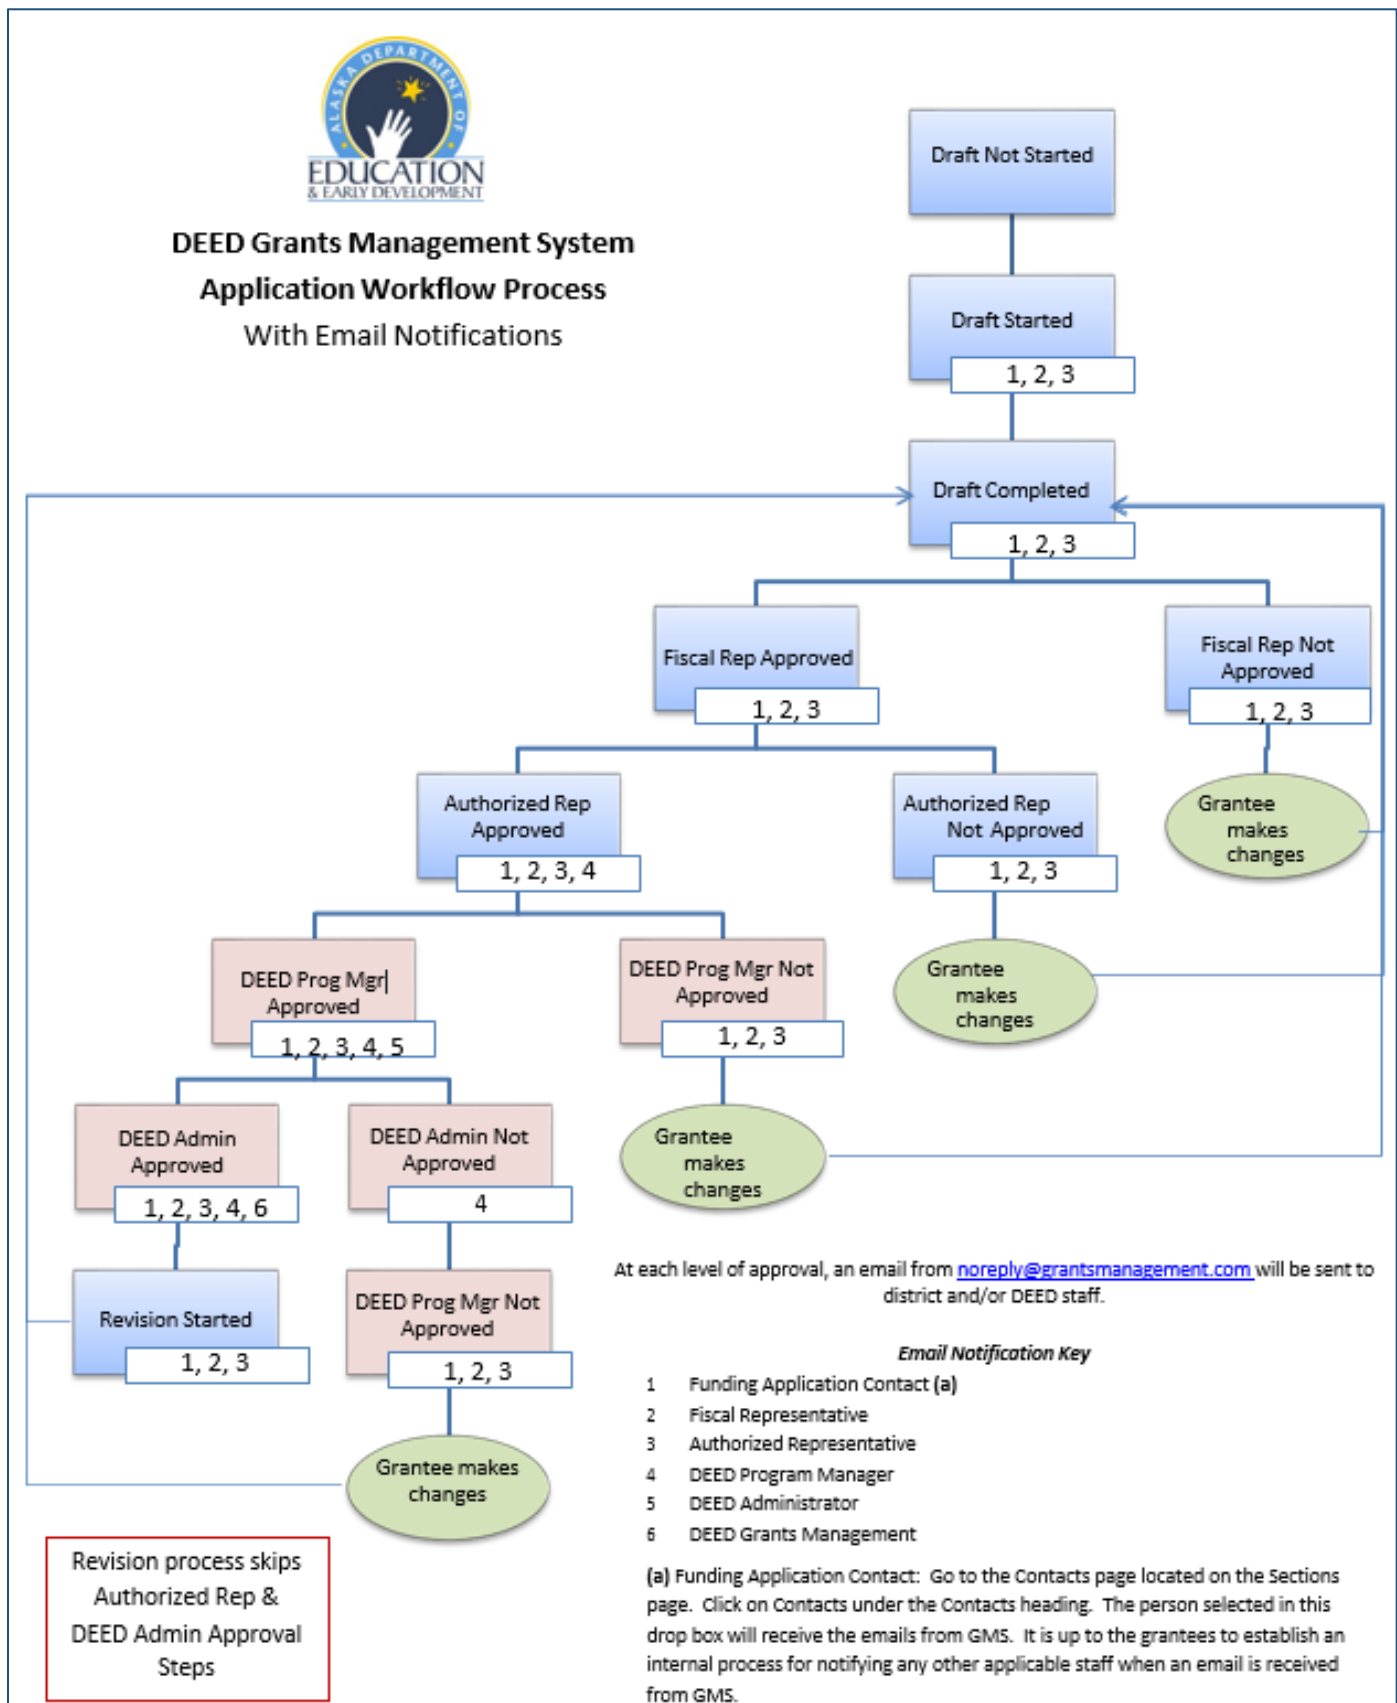 ALASKA DEPARTMENT OF
EDUCATION
& EARLY DEVELOPMENT
DEED Grants Management System
Application Workflow Process
With Email Notifications
Draft Not Started
Draft Started
1, 2, 3
Draft Completed
1, 2, 3
Fiscal Rep Approved
1, 2, 3
Fiscal Rep Not
Approved
1, 2, 3
Grantee
makes
changes
Authorized Rep
Approved
1, 2, 3, 4
Authorized Rep
Not Approved
1, 2, 3
Grantee
makes
changes
DEED Prog Mgr
Approved
1, 2, 3, 4, 5
DEED Prog Mgr Not
Approved
1, 2, 3
Grantee
makes
changes
DEED Admin
Approved
1, 2, 3, 4, 6
DEED Admin Not
Approved
4
Revision Started
1, 2, 3
DEED Prog Mgr Not
Approved
1, 2, 3
Grantee makes
changes
Revision process skips
Authorized Rep &
DEED Admin Approval
Steps
At each level of approval, an email from noreply@grantsmanagement.com will be sent to
district and/or DEED staff.
Email Notification Key
1 Funding Application Contact (a)
2 Fiscal Representative
3 Authorized Representative
4 DEED Program Manager
5 DEED Administrator
6 DEED Grants Management
(a) Funding Application Contact: Go to the Contacts page located on the Sections
page. Click on Contacts under the Contacts heading. The person selected in this
drop box will receive the emails from GMS. It is up to the grantees to establish an
internal process for notifying any other applicable staff when an email is received
from GMS.